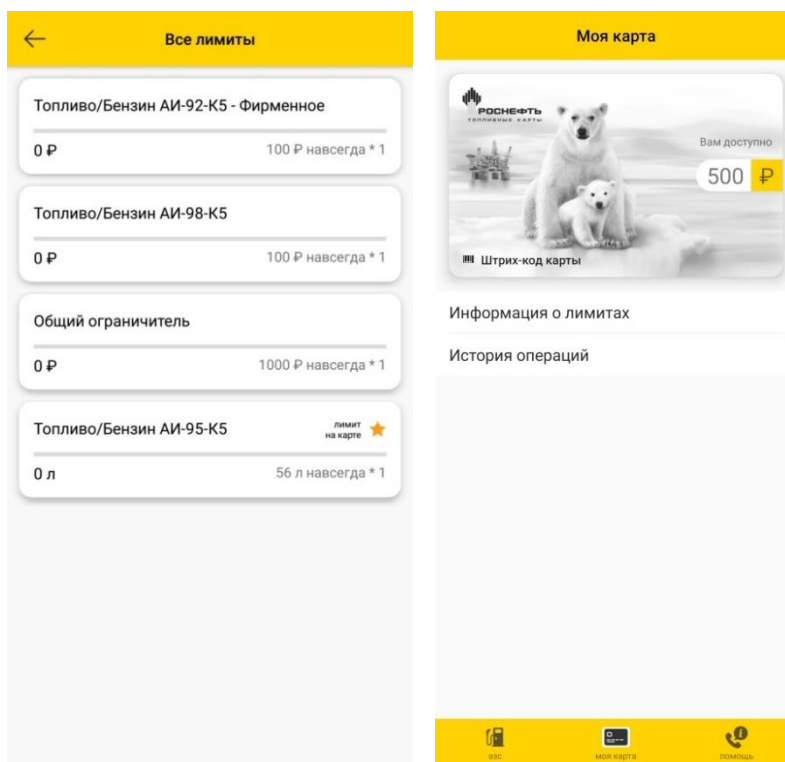 Все лимиты
Топливо/Бензин АИ-92-К5 - Фирменное
0 ₽ 100 ₽ навсегда * 1
Топливо/Бензин АИ-98-К5
0 ₽ 100 ₽ навсегда * 1
Общий ограничитель
0 ₽ 1000 ₽ навсегда * 1
Топливо/Бензин АИ-95-К5
лимит
на карте
0 л 56 л навсегда * 1
Моя карта
РОСНЕФТЬ
ТОПЛИВНЫЕ КАРТЫ
Вам доступно
500 ₽
Штрих-код карты
Информация о лимитах
История операций
азс моя карта помощь